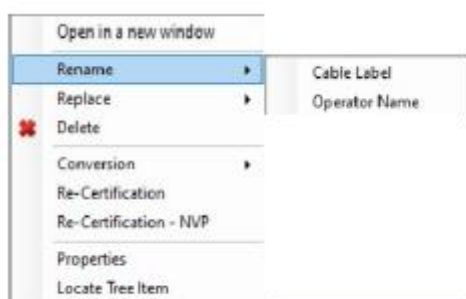 Open in a new window
Rename
Cable Label
Replace
Operator Name
Delete
Conversion
Re-Certification
Re-Certification - NVP
Properties
Locate Tree Item